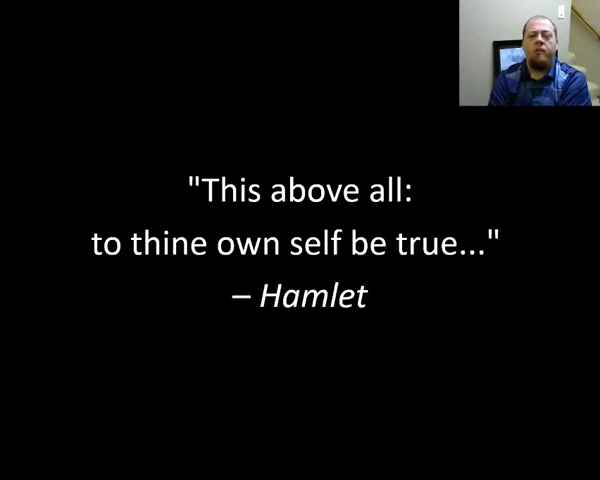 "This above all:
to thine own self be true..."
– Hamlet